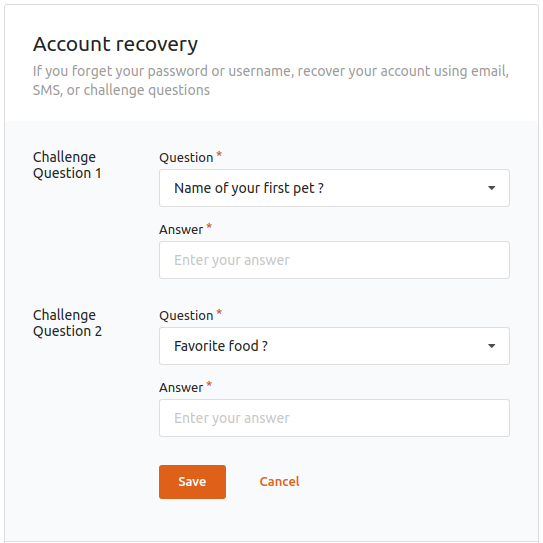 Account recovery
If you forget your password or username, recover your account using email,
SMS, or challenge questions
Challenge
Question 1
Question *
Name of your first pet ?
Answer *
Enter your answer
Challenge
Question 2
Question *
Favorite food ?
Answer *
Enter your answer
Save Cancel